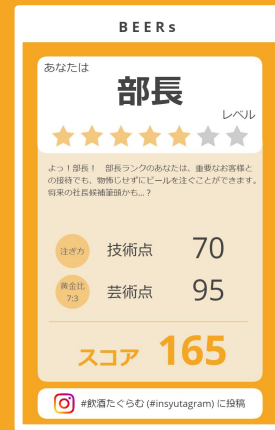 BEERs
あなたは
部長
レベル
よっ！部長！　部長ランクのあなたは、重要なお客様と
の接待でも、物怖じせずにビールを注ぐことができます。
将来の社長候補筆頭かも...？
注ぎ方 技術点 70
黄金比
7:3
芸術点 95
スコア 165
#飲酒たぐらむ (#insyutagram) に投稿